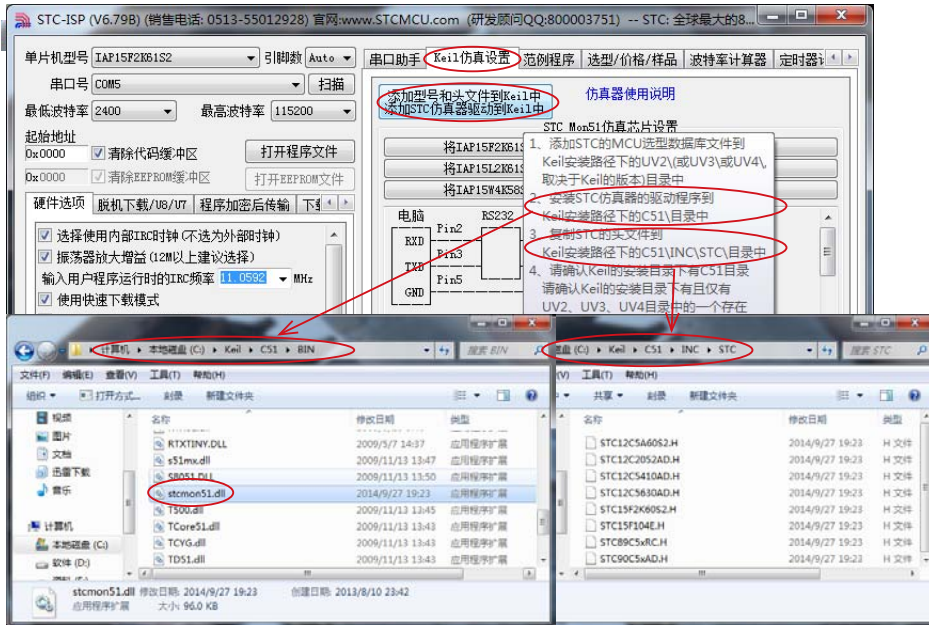 STC-ISP (V6.79B) (销售电话: 0513-55012928) 官网:www.STCMCU.com (研发顾问QQ:800003751) -- STC: 全球最大的8...
单片机型号 IAP15F2K61S2 引脚数 Auto
串口号 COM5 扫描
最低波特率 2400 最高波特率 115200
起始地址
0x0000 清除代码缓冲区 打开程序文件
0x0000 清除EEPROM缓冲区 打开EEPROM文件
硬件选项 脱机下载/U8/U7 程序加密后传输
选择使用内部IRC时钟(不选为外部时钟)
振荡器放大增益(12M以上建议选择)
输入用户程序运行时的IRC频率 11.0592 MHz
使用快速下载模式
串口助手 Keil仿真设置 范例程序 选型/价格/样品 波特率计算器 定时器
添加型号和头文件到Keil中
添加STC仿真器驱动到Keil中
仿真器使用说明
STC Mon51仿真芯片设置
将IAP15F2K61S
将IAP15L2K61S
将IAP15W4K58S
电脑 RS232
Pin2
RXD
Pin3
TXD
Pin5
GND
1、添加STC的MCU选型数据库文件到
Keil安装路径下的UV2\(或UV3\或UV4\,
取决于Keil的版本)目录中
2、安装STC仿真器的驱动程序到
Keil安装路径下的C51\目录中
3、复制STC的头文件到
Keil安装路径下的C51\INC\STC\目录中
4、请确认Keil的安装目录下有C51目录
请确认Keil的安装目录下有且仅有
UV2、UV3、UV4目录中的一个存在
计算机 本地磁盘 (C:) Keil C51 BIN
搜索 BIN
文件(F) 编辑(E) 查看(V) 工具(T) 帮助(H)
组织 打开方式... 刻录 新建文件夹
视频
图片
文档
迅雷下载
音乐
计算机
本地磁盘 (C:)
软件 (D:)
名称 修改日期 类型
RTXTINY.DLL 2009/5/7 14:37 应用程序扩展
s51mx.dll 2009/11/13 13:47 应用程序扩展
S8051.DLL 2009/11/13 13:50 应用程序扩展
stcmon51.dll 2014/9/27 19:23 应用程序扩展
T500.dll 2009/11/13 13:45 应用程序扩展
TCore51.dll 2009/11/13 13:43 应用程序扩展
TCYG.dll 2009/11/13 13:43 应用程序扩展
TD51.dll 2009/11/13 13:43 应用程序扩展
stcmon51.dll 修改日期: 2014/9/27 19:23 创建日期: 2013/8/10 23:42
应用程序扩展 大小: 96.0 KB
磁盘 (C:) Keil C51 INC STC
搜索 STC
(V) 工具(T) 帮助(H)
共享 刻录 新建文件夹
名称 修改日期 类型
STC12C5A60S2.H 2014/9/27 19:23 H 文件
STC12C2052AD.H 2014/9/27 19:23 H 文件
STC12C5410AD.H 2014/9/27 19:23 H 文件
STC12C5630AD.H 2014/9/27 19:23 H 文件
STC15F2K60S2.H 2014/9/27 19:23 H 文件
STC15F104E.H 2014/9/27 19:23 H 文件
STC89C5xRC.H 2014/9/27 19:23 H 文件
STC90C5xAD.H 2014/9/27 19:23 H 文件